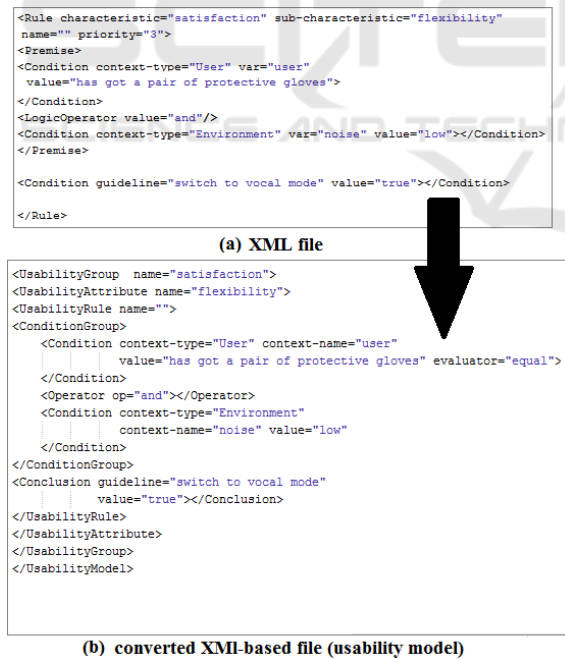 SCITE
SCIENCE AND TECHN
<Rule characteristic="satisfaction" sub-characteristic="flexibility"
name="" priority="3">
<Premise>
<Condition context-type="User" var="user"
value="has got a pair of protective gloves">
</Condition>
<LogicOperator value="and"/>
<Condition context-type="Environment" var="noise" value="low"></Condition>
</Premise>
<Condition guideline="switch to vocal mode" value="true"></Condition>
</Rule>
(a) XML file
<UsabilityGroup name="satisfaction">
<UsabilityAttribute name="flexibility">
<UsabilityRule name="">
<ConditionGroup>
<Condition context-type="User" context-name="user"
value="has got a pair of protective gloves" evaluator="equal">
</Condition>
<Operator op="and"></Operator>
<Condition context-type="Environment"
context-name="noise" value="low"
</Condition>
</ConditionGroup>
<Conclusion guideline="switch to vocal mode"
value="true"></Conclusion>
</UsabilityRule>
</UsabilityAttribute>
</UsabilityGroup>
</UsabilityModel>
(b) converted XMl-based file (usability model)